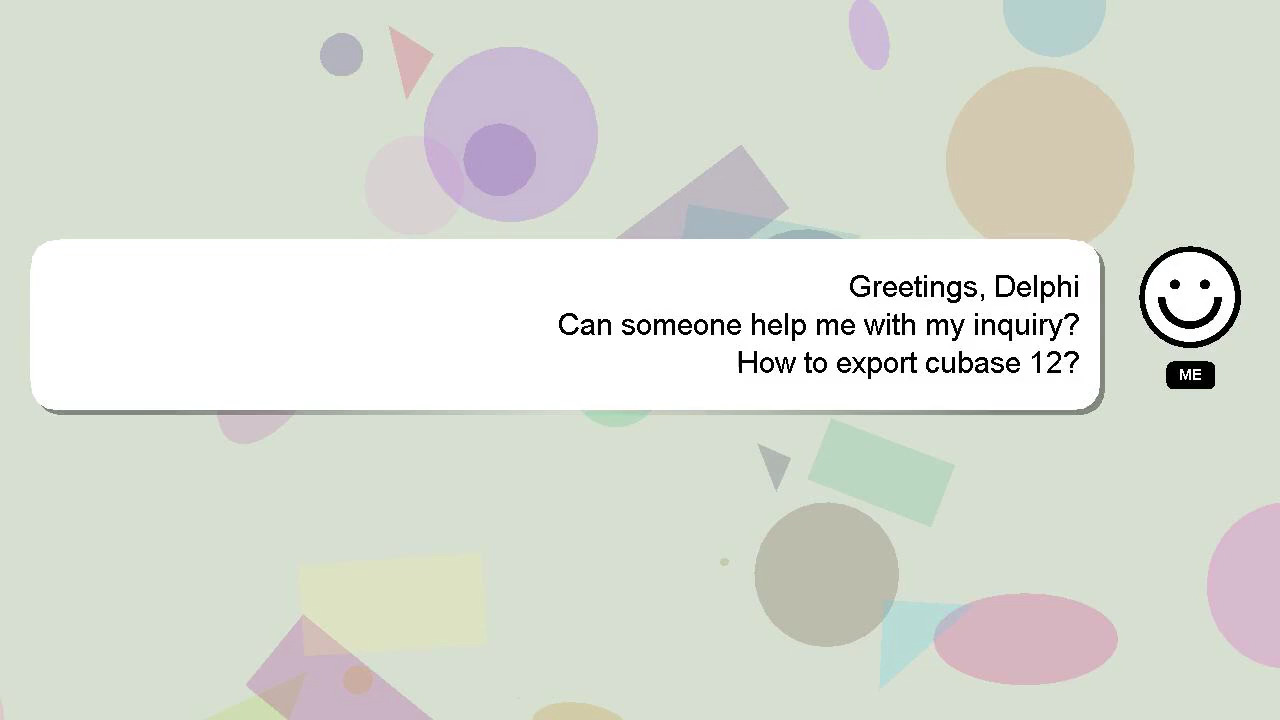 Greetings, Delphi
Can someone help me with my inquiry?
How to export cubase 12?
ME